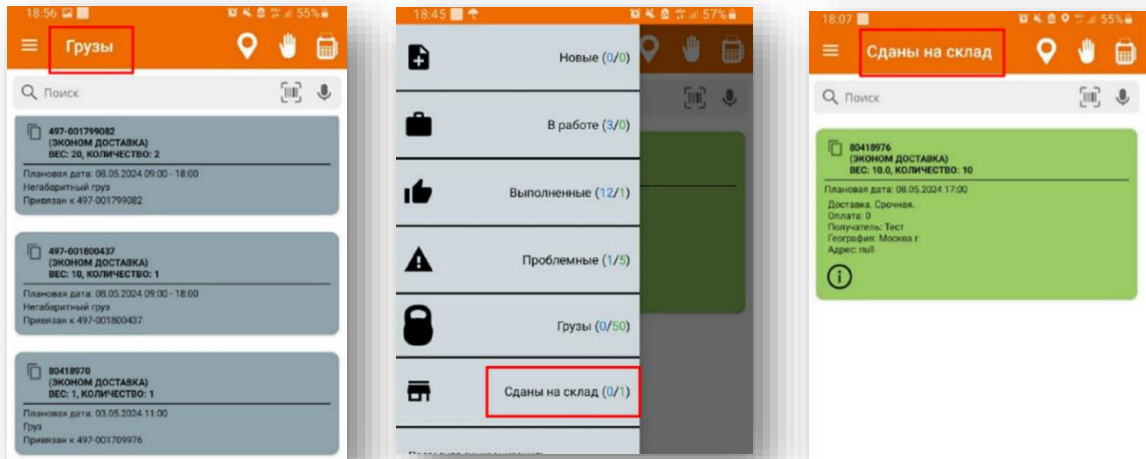 18:56
55%
Грузы
Поиск
497-001799082
(ЭКОНОМ ДОСТАВКА)
ВЕС: 20, КОЛИЧЕСТВО: 2
Плановая дата: 08.05.2024 09:00 - 18:00
Негабаритный груз
Привязан к 497-001799082
497-001800437
(ЭКОНОМ ДОСТАВКА)
ВЕС: 10, КОЛИЧЕСТВО: 1
Плановая дата: 08.05.2024 09:00 - 18:00
Негабаритный груз
Привязан к 497-001800437
80418970
(ЭКОНОМ ДОСТАВКА)
ВЕС: 1, КОЛИЧЕСТВО: 1
Плановая дата: 03.05.2024 11:00
Груз
Привязан к 497-001709976
18:45
57%
Новые (0/0)
В работе (3/0)
Выполненные (12/1)
Проблемные (1/5)
Грузы (0/50)
Сданы на склад (0/1)
18:07
55%
Сданы на склад
Поиск
80418976
(ЭКОНОМ ДОСТАВКА)
ВЕС: 10.0, КОЛИЧЕСТВО: 10
Плановая дата: 08.05.2024 17:00
Доставка. Срочная.
Оплата: 0
Получатель: Тест
География: Москва г
Адрес: null